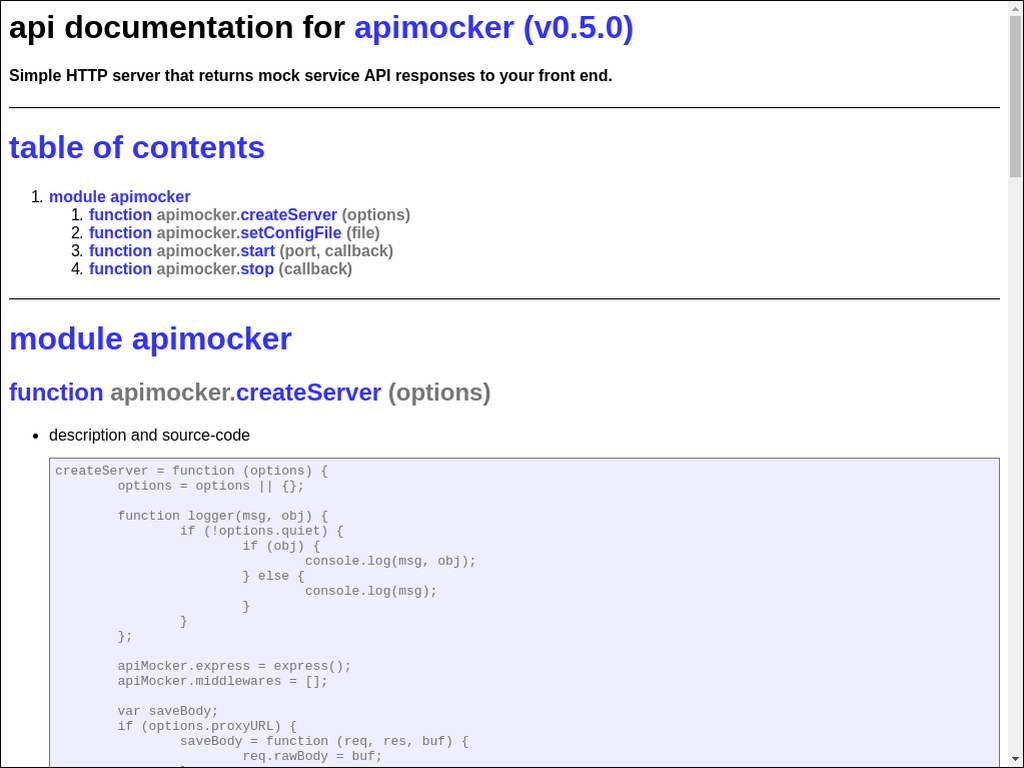 api documentation for apimocker (v0.5.0)
Simple HTTP server that returns mock service API responses to your front end.
table of contents
1. module apimocker
1. function apimocker.createServer (options)
2. function apimocker.setConfigFile (file)
3. function apimocker.start (port, callback)
4. function apimocker.stop (callback)
module apimocker
function apimocker.createServer (options)
• description and source-code
createServer = function (options) {
        options = options || {};

        function logger(msg, obj) {
                if (!options.quiet) {
                        if (obj) {
                                console.log(msg, obj);
                        } else {
                                console.log(msg);
                        }
                }
        };

        apiMocker.express = express();
        apiMocker.middlewares = [];

        var saveBody;
        if (options.proxyURL) {
                saveBody = function (req, res, buf) {
                        req.rawBody = buf;